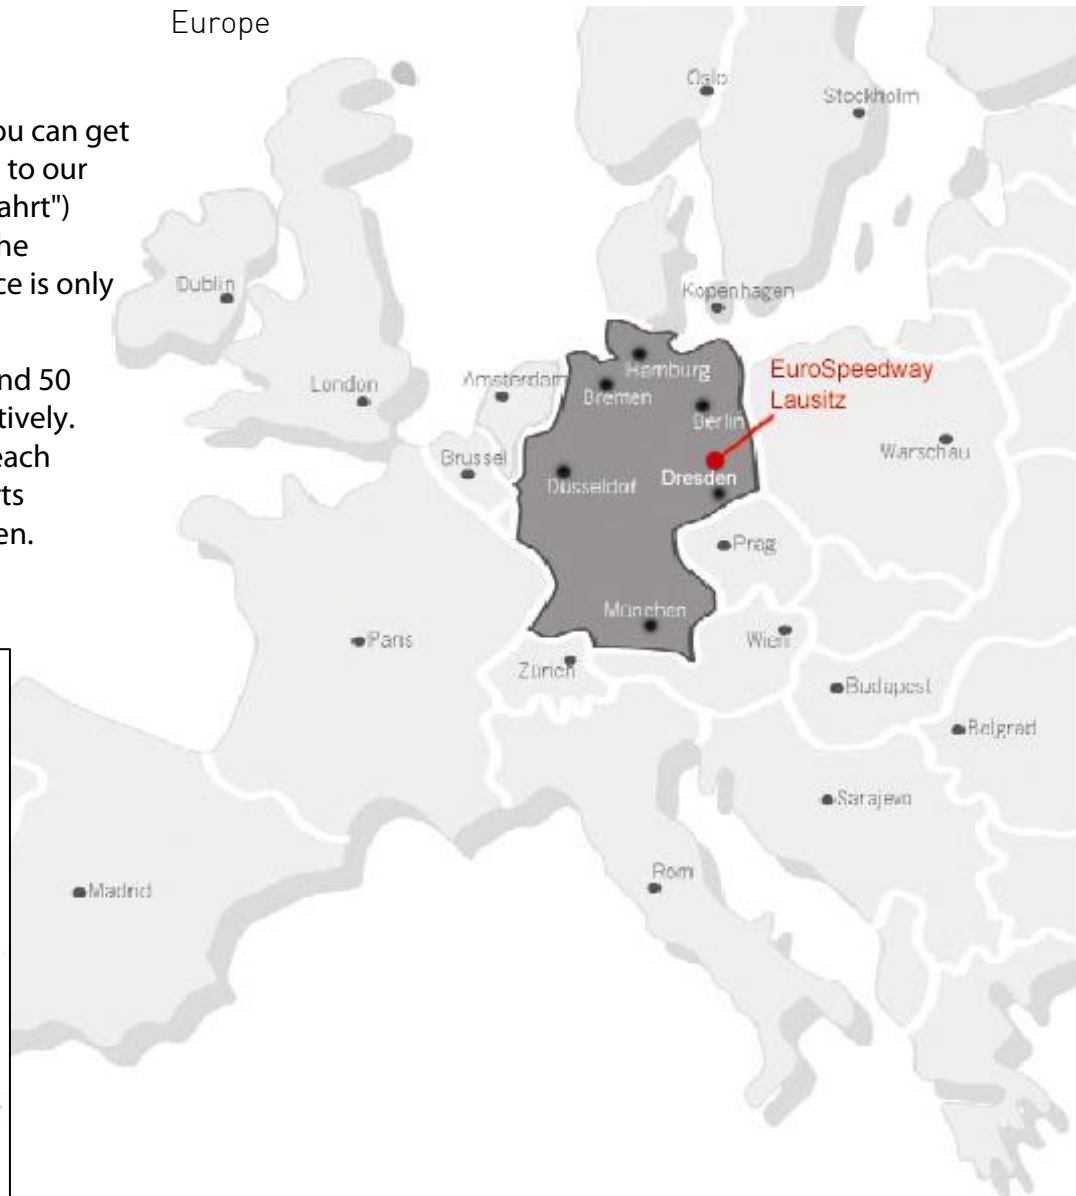 Europe
ou can get
to our
ahrt")
he
ce is only
nd 50
tively.
each
rts
en.
Oslo
Stockholm
Dublin
Kopenhagen
London
Amsterdam
Hamburg
Bremen
Berlin
EuroSpeedway
Lausitz
Warschau
Brussel
Düsseldorf
Dresden
Prag
München
Wien
Paris
Zürich
Budapest
Belgrad
Sarajevo
Rom
Madrid